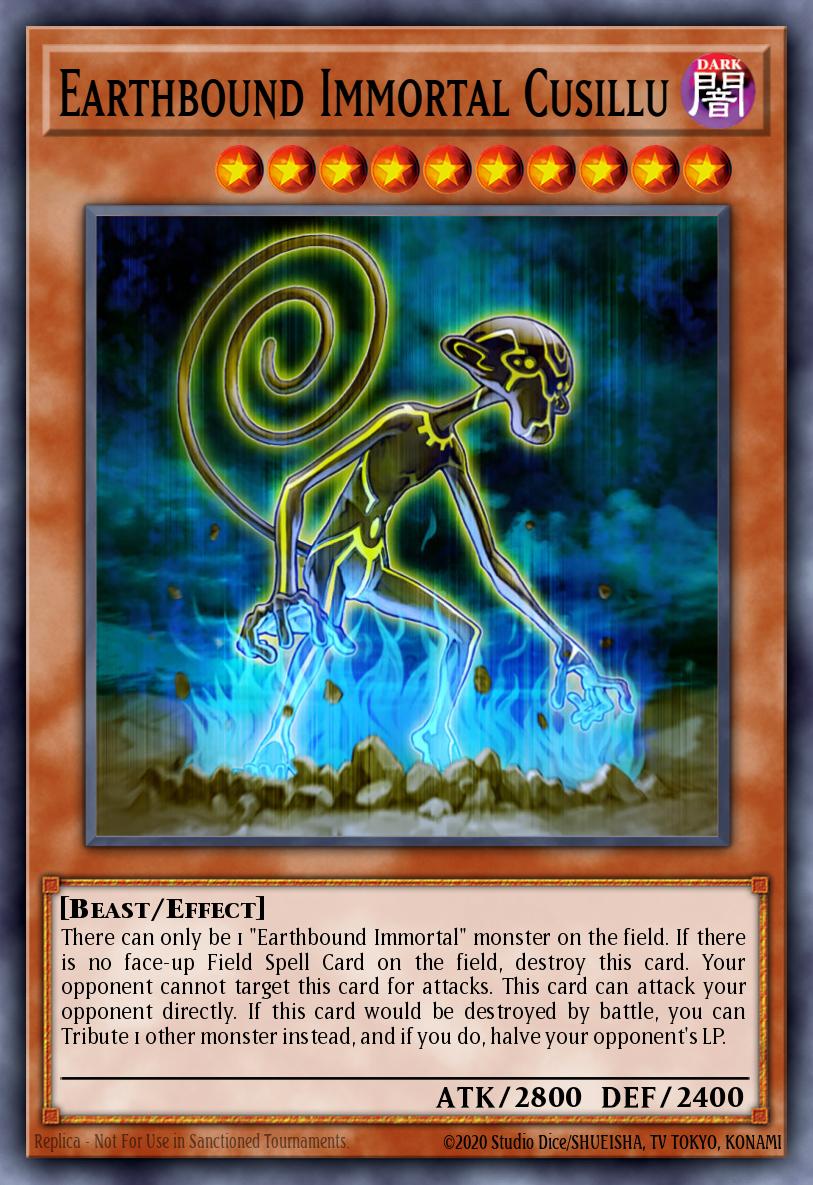 Earthbound Immortal Cusillu
DARK
闇
[Beast/Effect]
There can only be 1 "Earthbound Immortal" monster on the field. If there
is no face-up Field Spell Card on the field, destroy this card. Your
opponent cannot target this card for attacks. This card can attack your
opponent directly. If this card would be destroyed by battle, you can
Tribute 1 other monster instead, and if you do, halve your opponent's LP.
ATK/2800 DEF/2400
Replica - Not For Use in Sanctioned Tournaments.
©2020 Studio Dice/SHUEISHA, TV TOKYO, KONAMI